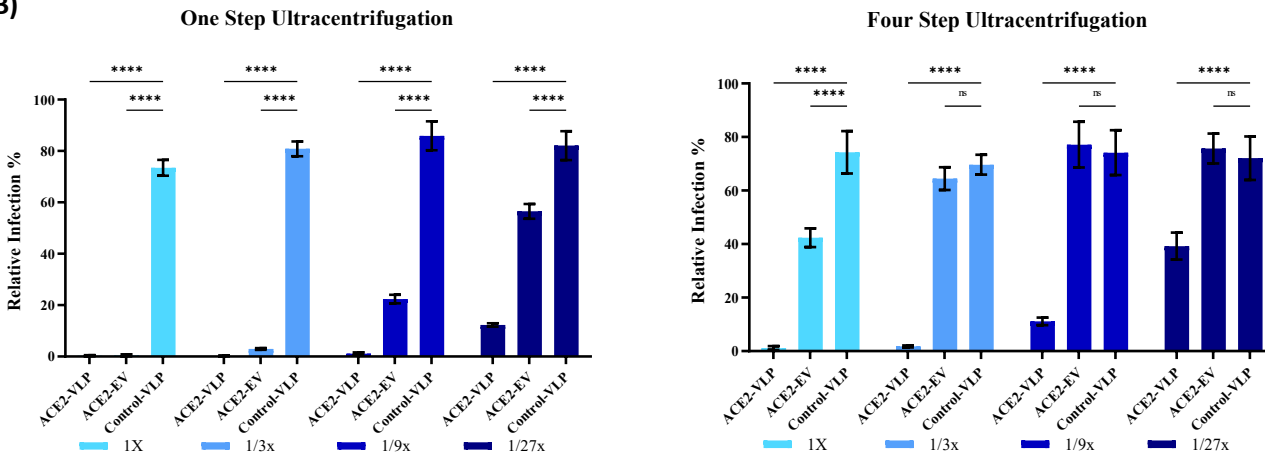 B)
One Step Ultracentrifugation
**** **** **** ****
**** **** **** ****
Relative Infection %
100
80
60
40
20
0
ACE2-VLP ACE2-EV Control-VLP ACE2-VLP ACE2-EV Control-VLP ACE2-VLP ACE2-EV Control-VLP ACE2-VLP ACE2-EV Control-VLP
1X 1/3x 1/9x 1/27x
Four Step Ultracentrifugation
**** **** **** ****
**** ns ns ns
Relative Infection %
100
80
60
40
20
0
ACE2-VLP ACE2-EV Control-VLP ACE2-VLP ACE2-EV Control-VLP ACE2-VLP ACE2-EV Control-VLP ACE2-VLP ACE2-EV Control-VLP
1X 1/3x 1/9x 1/27x